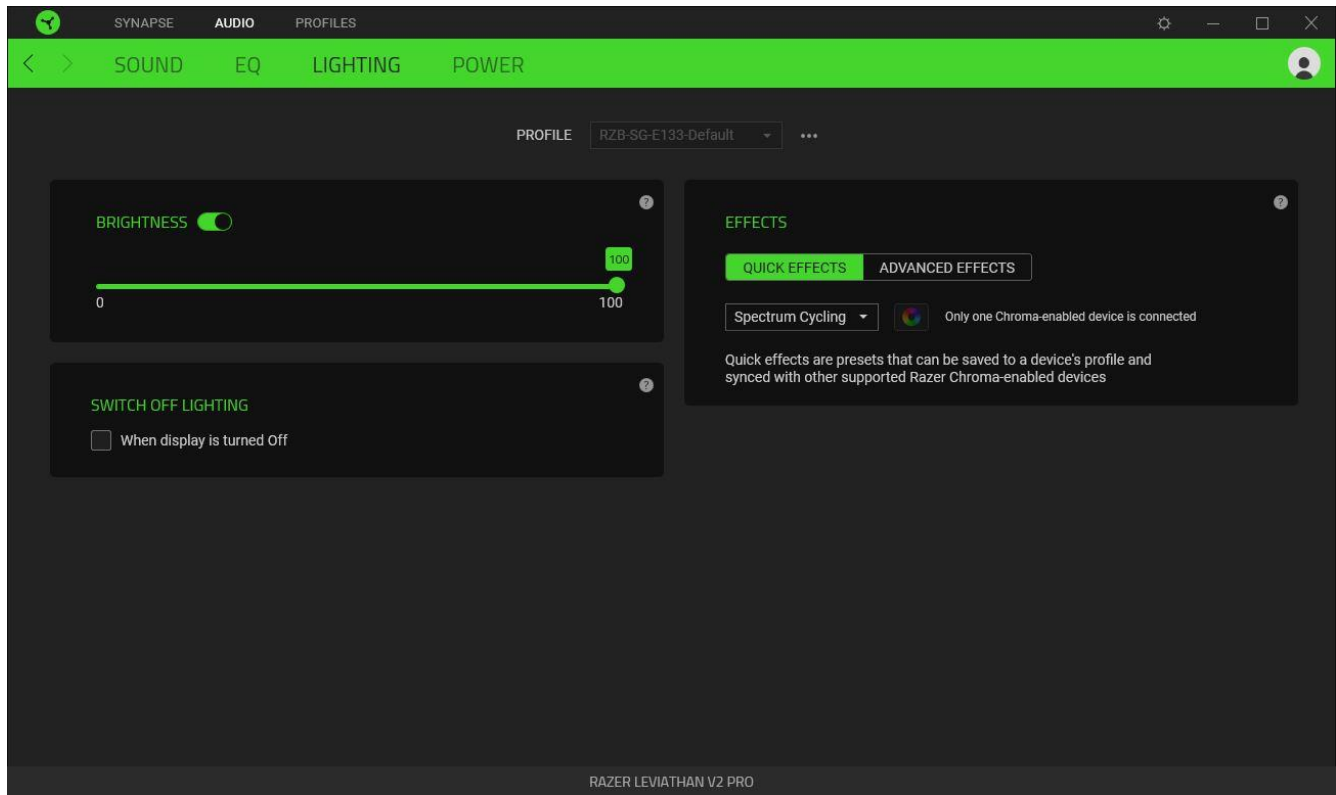 SYNAPSE AUDIO PROFILES
SOUND EQ LIGHTING POWER
PROFILE RZB-SG-E133-Default
BRIGHTNESS
100
0 100
SWITCH OFF LIGHTING
When display is turned Off
EFFECTS
QUICK EFFECTS ADVANCED EFFECTS
Spectrum Cycling Only one Chroma-enabled device is connected
Quick effects are presets that can be saved to a device's profile and
synced with other supported Razer Chroma-enabled devices
RAZER LEVIATHAN V2 PRO